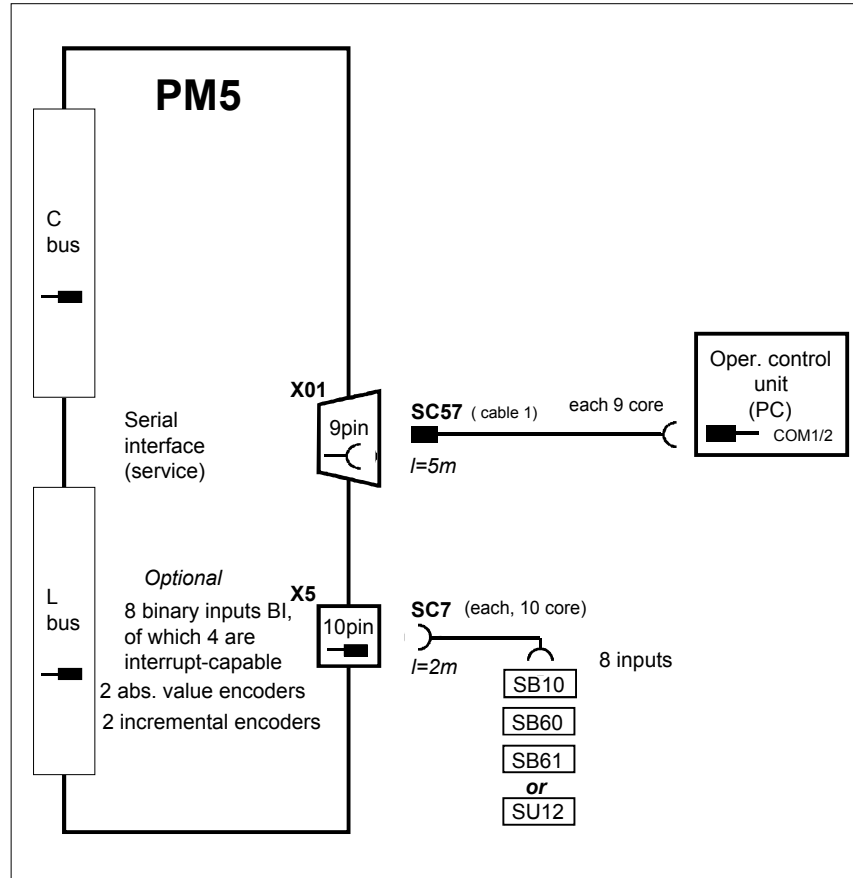 PM5
C
bus
Serial
interface
(service)
X01
9pin
SC57 ( cable 1)
each 9 core
l=5m
Oper. control
unit
(PC)
COM1/2
L
bus
Optional
8 binary inputs BI,
of which 4 are
interrupt-capable
2 abs. value encoders
2 incremental encoders
X5
10pin
SC7 (each, 10 core)
l=2m
8 inputs
SB10
SB60
SB61
or
SU12